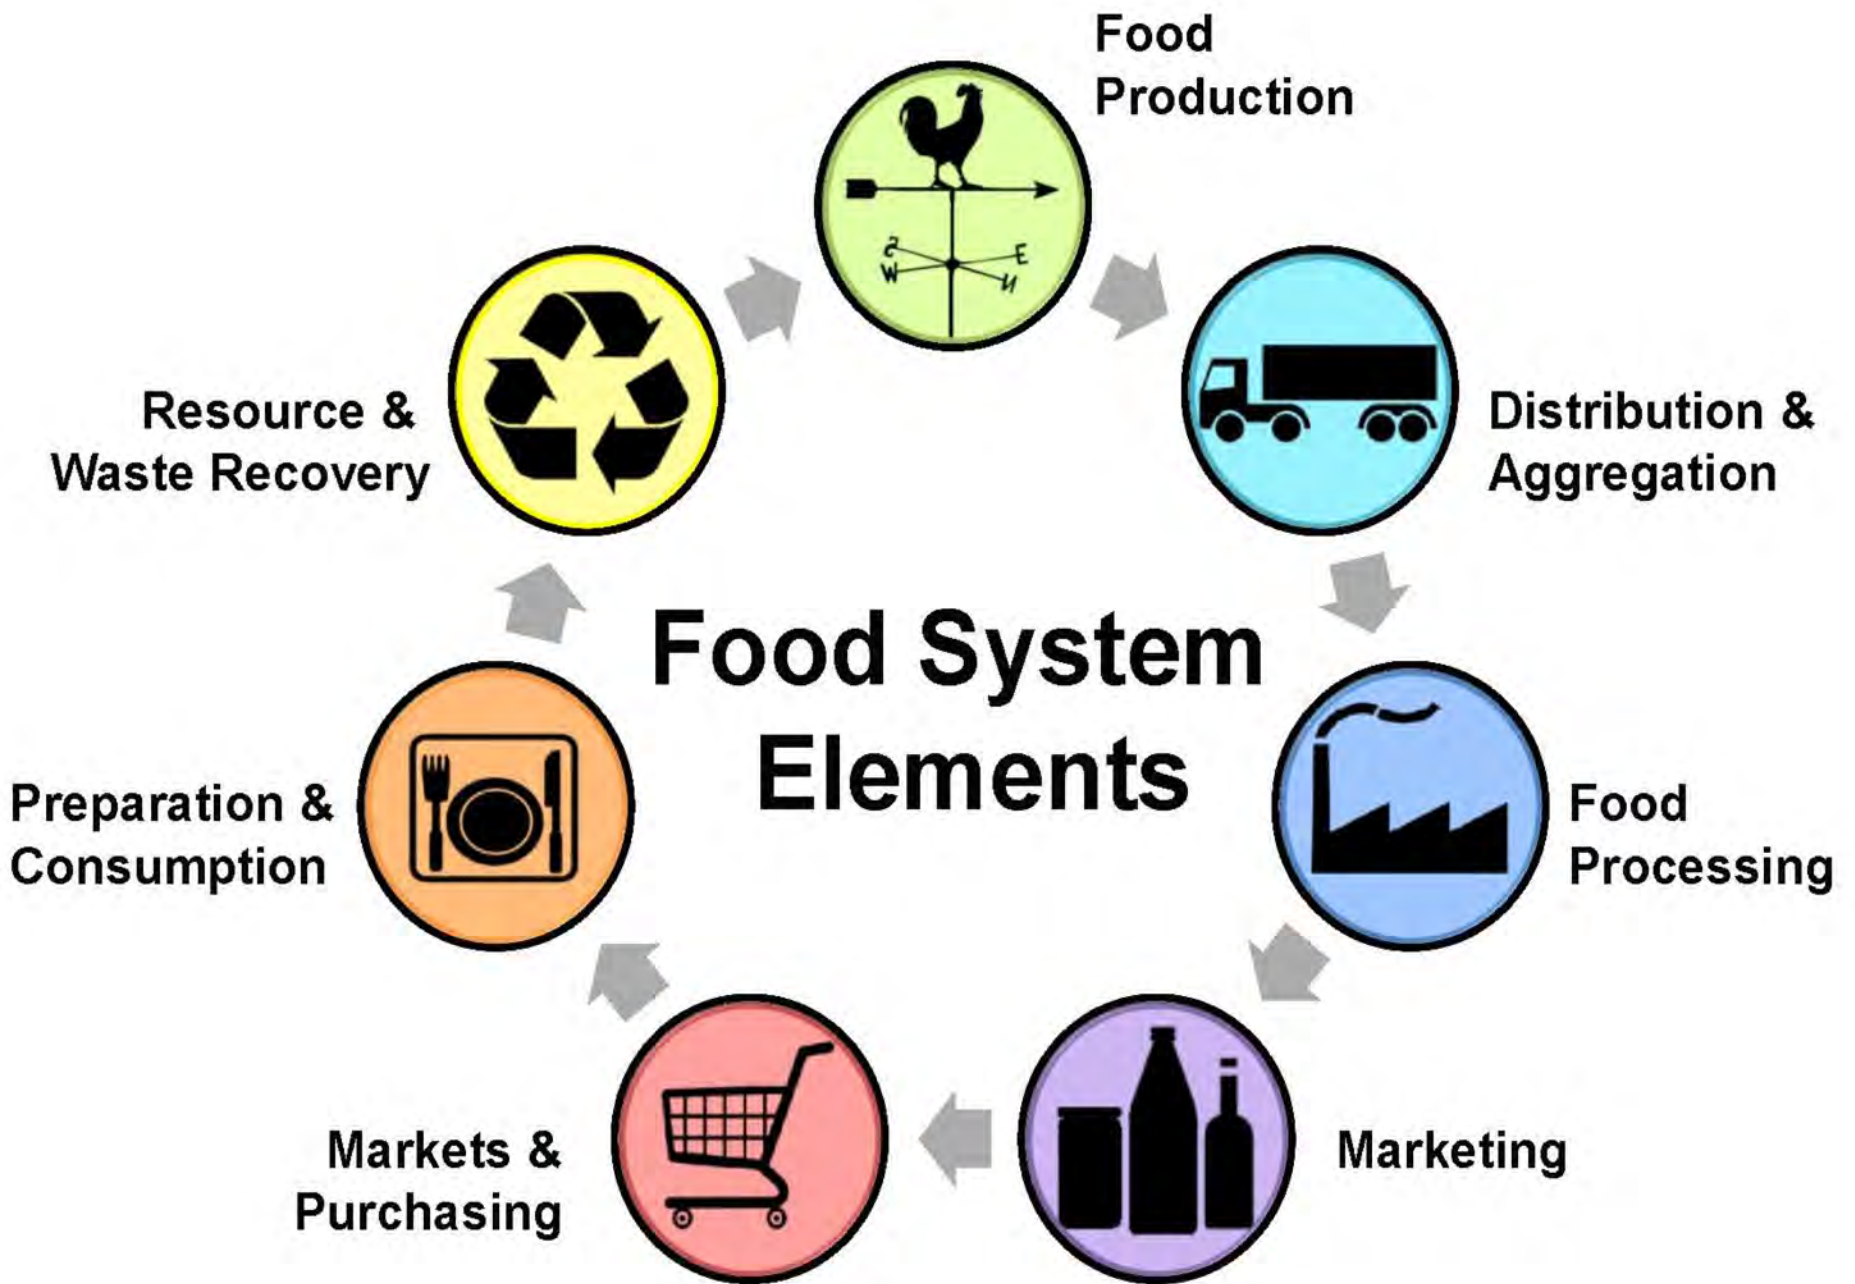 Food
Production
S
E
W
N
Distribution &
Aggregation
Food
Processing
Marketing
Markets &
Purchasing
Preparation &
Consumption
Resource &
Waste Recovery
Food System
Elements